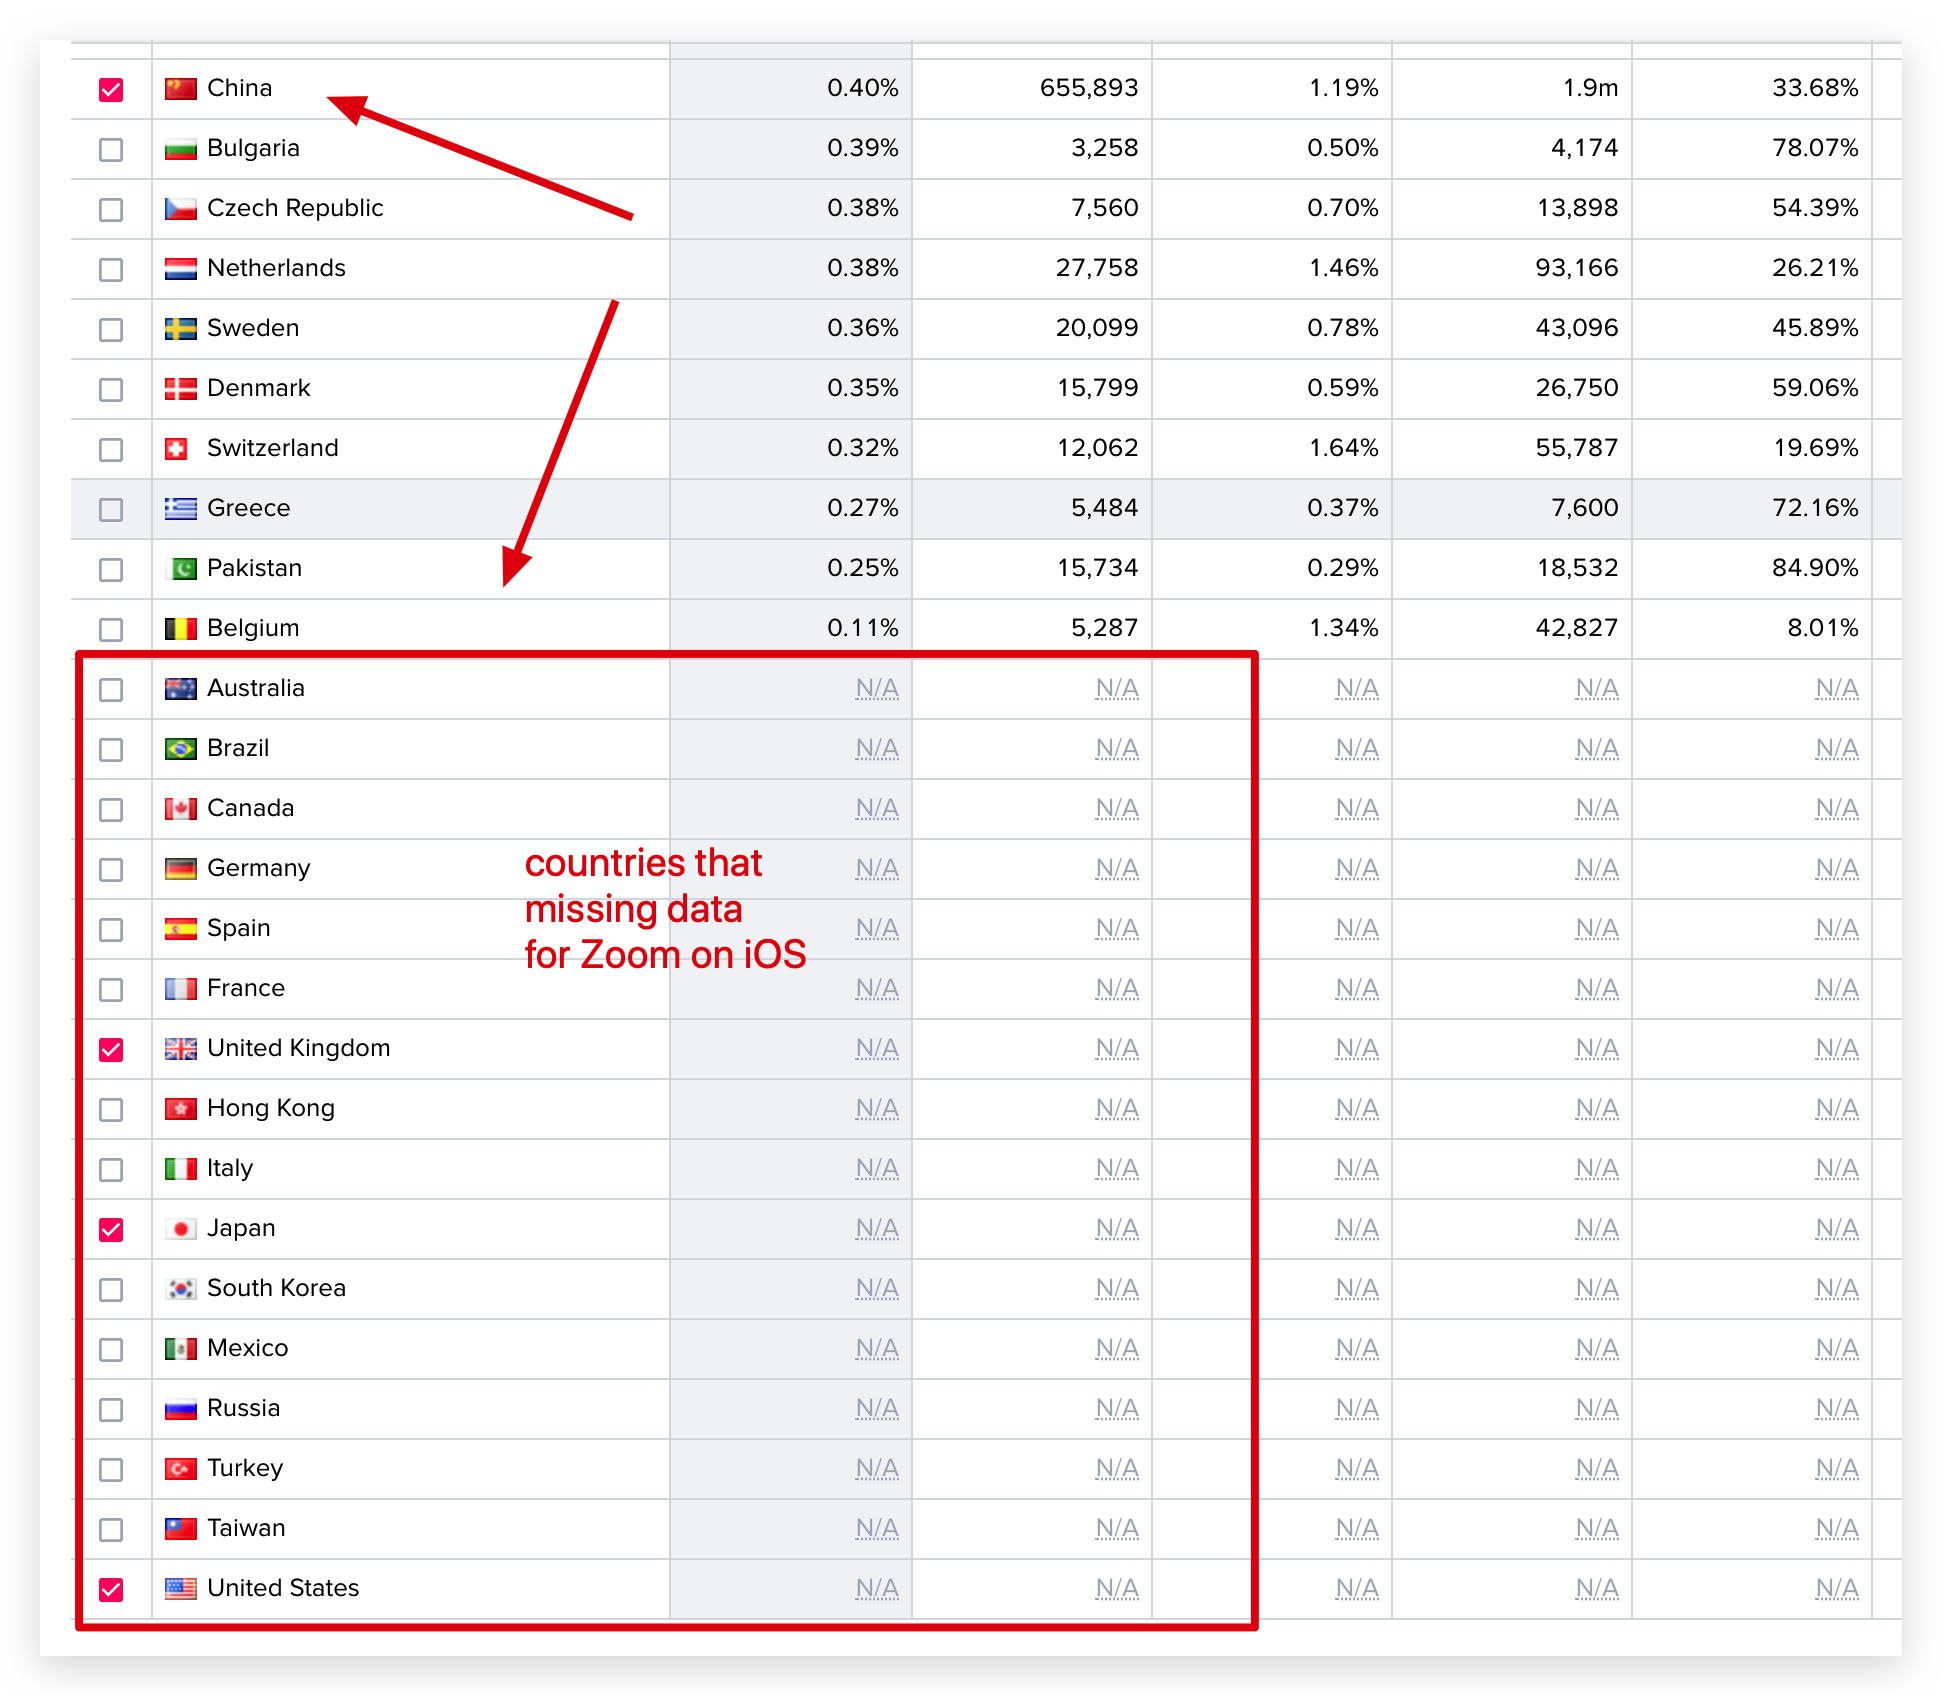 China 0.40% 655,893 1.19% 1.9m 33.68%
Bulgaria 0.39% 3,258 0.50% 4,174 78.07%
Czech Republic 0.38% 7,560 0.70% 13,898 54.39%
Netherlands 0.38% 27,758 1.46% 93,166 26.21%
Sweden 0.36% 20,099 0.78% 43,096 45.89%
Denmark 0.35% 15,799 0.59% 26,750 59.06%
Switzerland 0.32% 12,062 1.64% 55,787 19.69%
Greece 0.27% 5,484 0.37% 7,600 72.16%
Pakistan 0.25% 15,734 0.29% 18,532 84.90%
Belgium 0.11% 5,287 1.34% 42,827 8.01%
Australia N/A N/A N/A N/A N/A
Brazil N/A N/A N/A N/A N/A
Canada N/A N/A N/A N/A N/A
Germany N/A N/A N/A N/A N/A
Spain N/A N/A N/A N/A N/A
France N/A N/A N/A N/A N/A
United Kingdom N/A N/A N/A N/A N/A
Hong Kong N/A N/A N/A N/A N/A
Italy N/A N/A N/A N/A N/A
Japan N/A N/A N/A N/A N/A
South Korea N/A N/A N/A N/A N/A
Mexico N/A N/A N/A N/A N/A
Russia N/A N/A N/A N/A N/A
Turkey N/A N/A N/A N/A N/A
Taiwan N/A N/A N/A N/A N/A
United States N/A N/A N/A N/A N/A
countries that
missing data
for Zoom on iOS